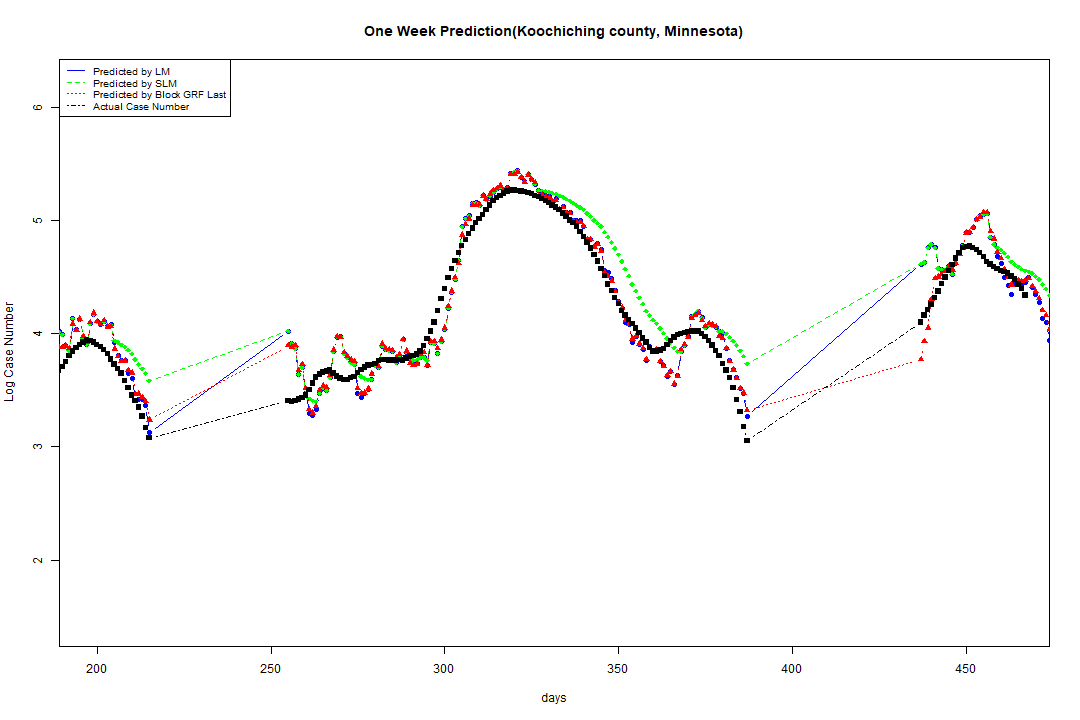 One Week Prediction(Koochiching county, Minnesota)
Predicted by LM
Predicted by SLM
Predicted by Block GRF Last
Actual Case Number
6
5
4
3
2
Log Case Number
200 250 300 350 400 450
days